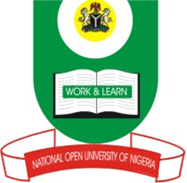 WORK & LEARN
NATIONAL OPEN UNIVERSITY OF NIGERIA